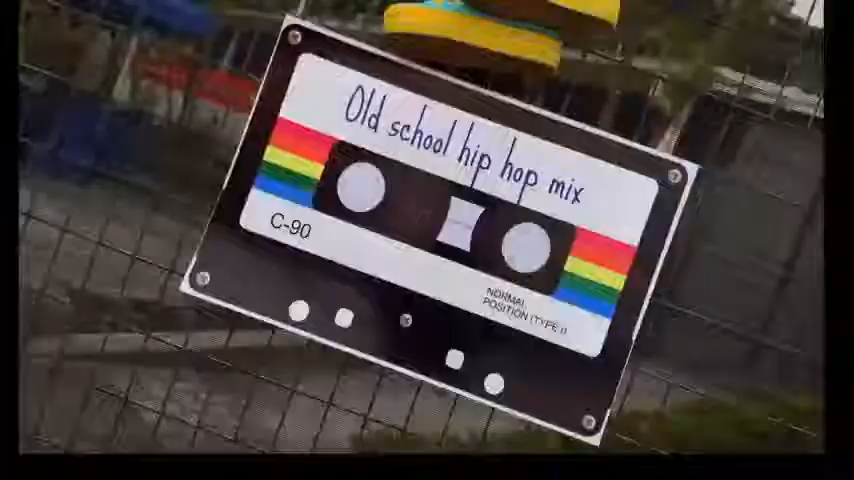 Old school hip hop mix
C-90
NORMAL
POSITION (TYPE I)